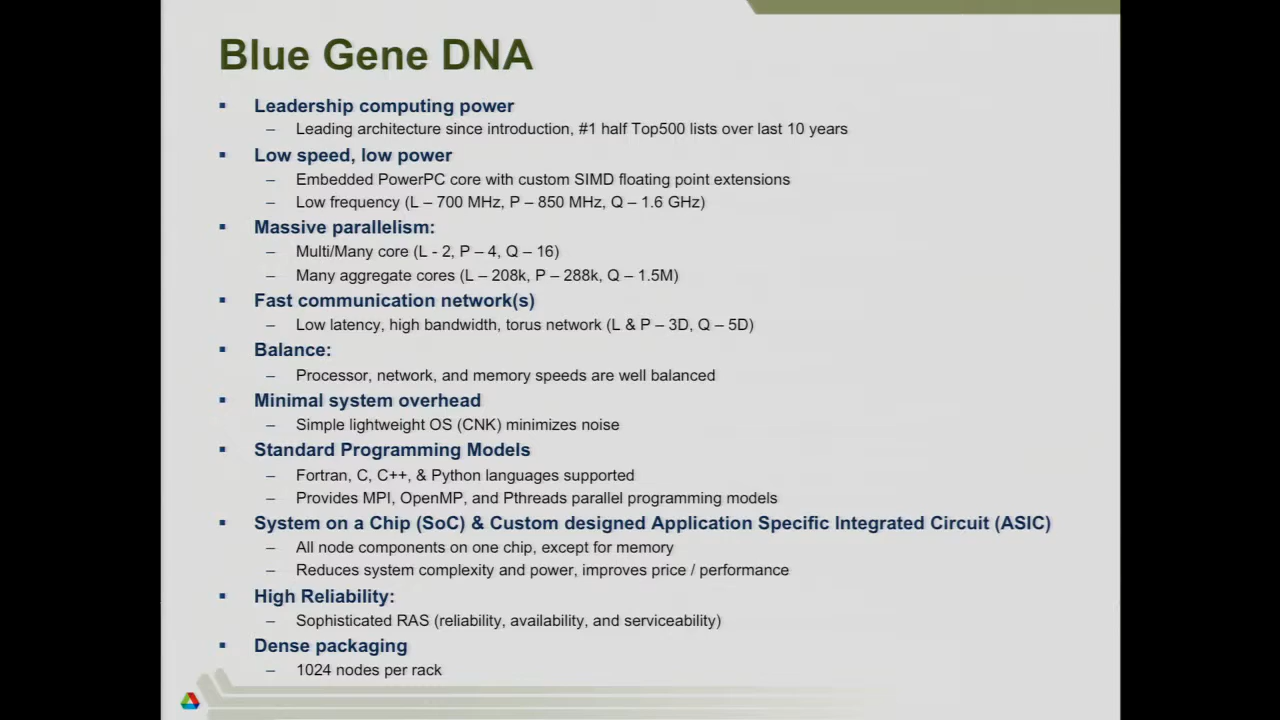 Blue Gene DNA
▪ Leadership computing power
– Leading architecture since introduction, #1 half Top500 lists over last 10 years
▪ Low speed, low power
– Embedded PowerPC core with custom SIMD floating point extensions
– Low frequency (L – 700 MHz, P – 850 MHz, Q – 1.6 GHz)
▪ Massive parallelism:
– Multi/Many core (L - 2, P – 4, Q – 16)
– Many aggregate cores (L – 208k, P – 288k, Q – 1.5M)
▪ Fast communication network(s)
– Low latency, high bandwidth, torus network (L & P – 3D, Q – 5D)
▪ Balance:
– Processor, network, and memory speeds are well balanced
▪ Minimal system overhead
– Simple lightweight OS (CNK) minimizes noise
▪ Standard Programming Models
– Fortran, C, C++, & Python languages supported
– Provides MPI, OpenMP, and Pthreads parallel programming models
▪ System on a Chip (SoC) & Custom designed Application Specific Integrated Circuit (ASIC)
– All node components on one chip, except for memory
– Reduces system complexity and power, improves price / performance
▪ High Reliability:
– Sophisticated RAS (reliability, availability, and serviceability)
▪ Dense packaging
– 1024 nodes per rack